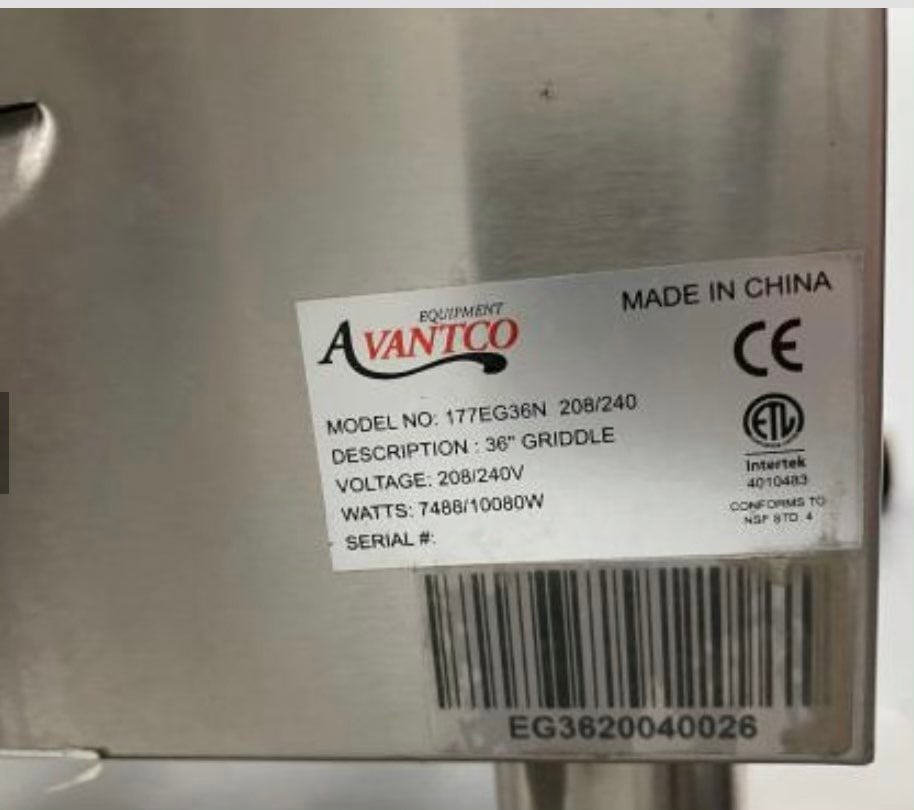 EQUIPMENT
AVANTCO
MADE IN CHINA
CE
MODEL NO: 177EG36N 208/240
DESCRIPTION : 36" GRIDDLE
VOLTAGE: 208/240V
WATTS: 7488/10080W
SERIAL #:
ETL
Intertek
4010483
CONFORMS TO
NSF STD. 4
EG3620040026